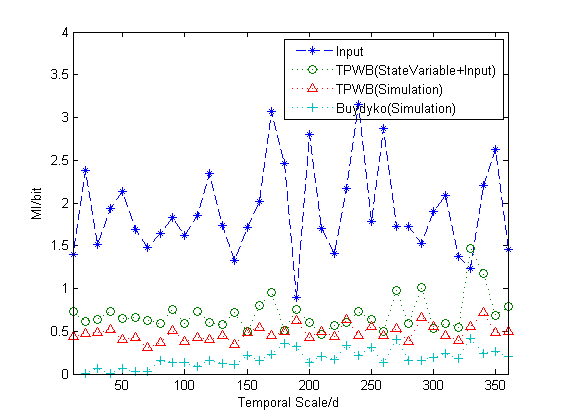 4
3.5
3
2.5
2
1.5
1
0.5
0
MI/bit
Input
TPWB(StateVariable+Input)
TPWB(Simulation)
Buydyko(Simulation)
50 100 150 200 250 300 350
Temporal Scale/d